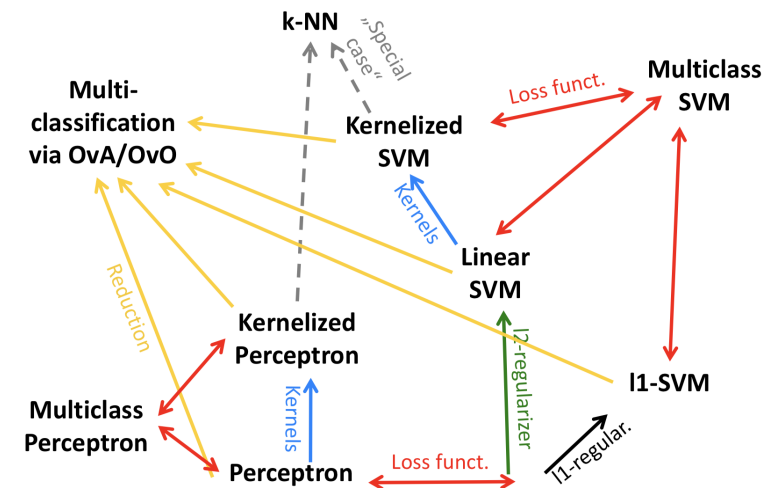 k-NN
„Special
case“
Multiclass
SVM
Loss funct.
Multi-
classification
via OvA/OvO
Kernelized
SVM
Kernels
Linear
SVM
Reduction
Kernelized
Perceptron
l2-regularizer
l1-SVM
Multiclass
Perceptron
Kernels
l1-regular.
Perceptron
Loss funct.